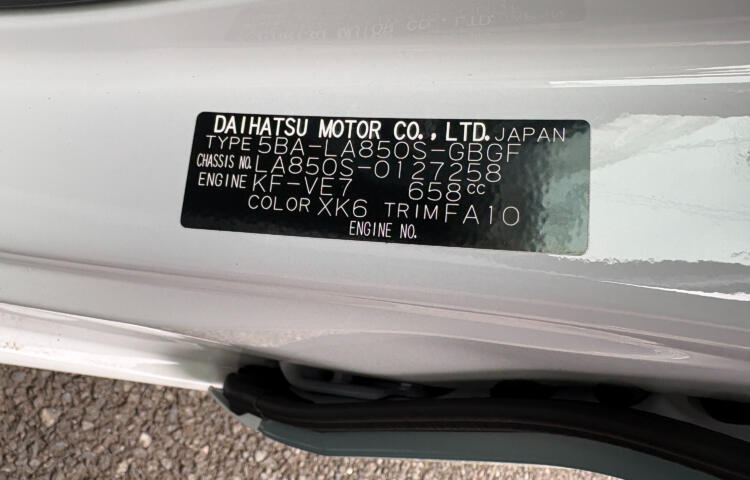 DAIHATSU MOTOR CO., LTD. JAPAN
TYPE 5BA-LA850S-GBGF
CHASSIS NO. LA850S-0127258
ENGINE KF-VE7 658cc
COLOR XK6 TRIM FA10
ENGINE NO.